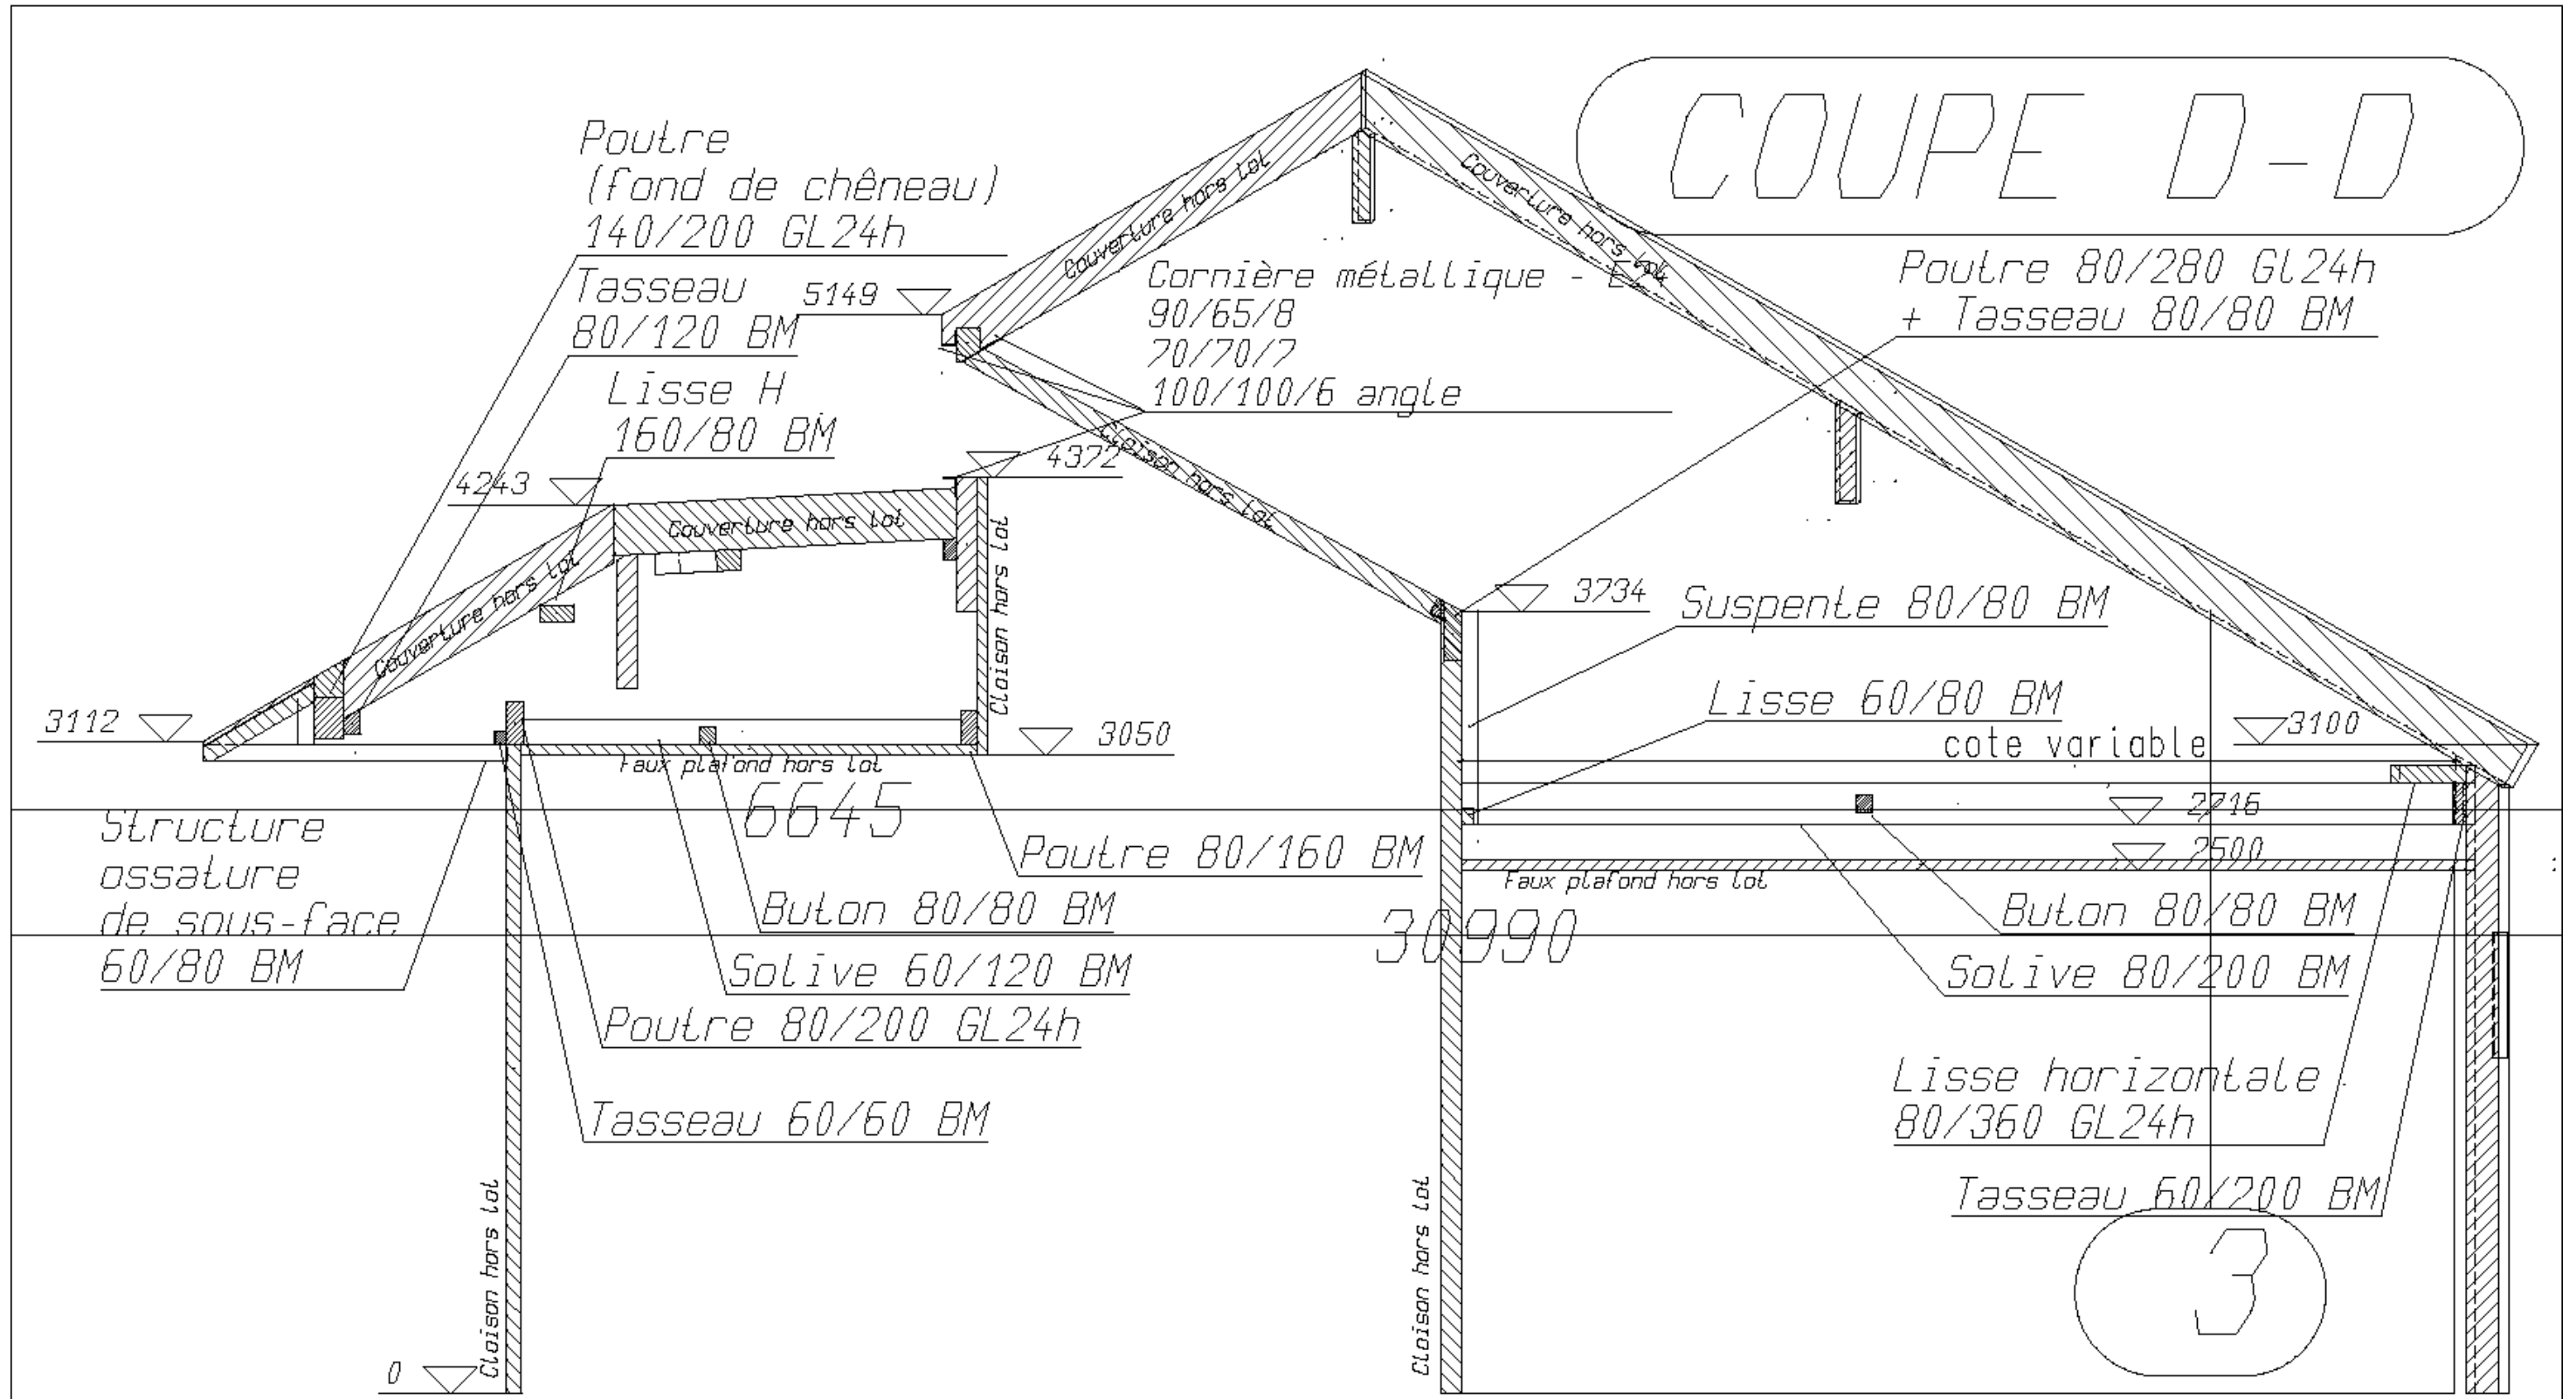 COUPE D-D
Poutre
(fond de chêneau)
140/200 GL24h
Tasseau
80/120 BM
Lisse H
160/80 BM
5149
Couverture hors lot
Couverture hors lot
Cornière métallique -
90/65/8
70/70/7
100/100/6 angle
Poutre 80/280 Gl24h
+ Tasseau 80/80 BM
4243
4372
Cloison hors lot
Couverture hors lot
Couverture hors lot
Cloison hors lot
3734
Suspente 80/80 BM
Lisse 60/80 BM
3112
3050
3100
cote variable
Faux plafond hors lot
6645
2716
2500
Faux plafond hors lot
Structure
ossature
de sous-face
60/80 BM
Poutre 80/160 BM
Buton 80/80 BM
30990
Buton 80/80 BM
Solive 60/120 BM
Solive 80/200 BM
Poutre 80/200 GL24h
Tasseau 60/60 BM
Lisse horizontale
80/360 GL24h
Tasseau 60/200 BM
Cloison hors lot
Cloison hors lot
3
0